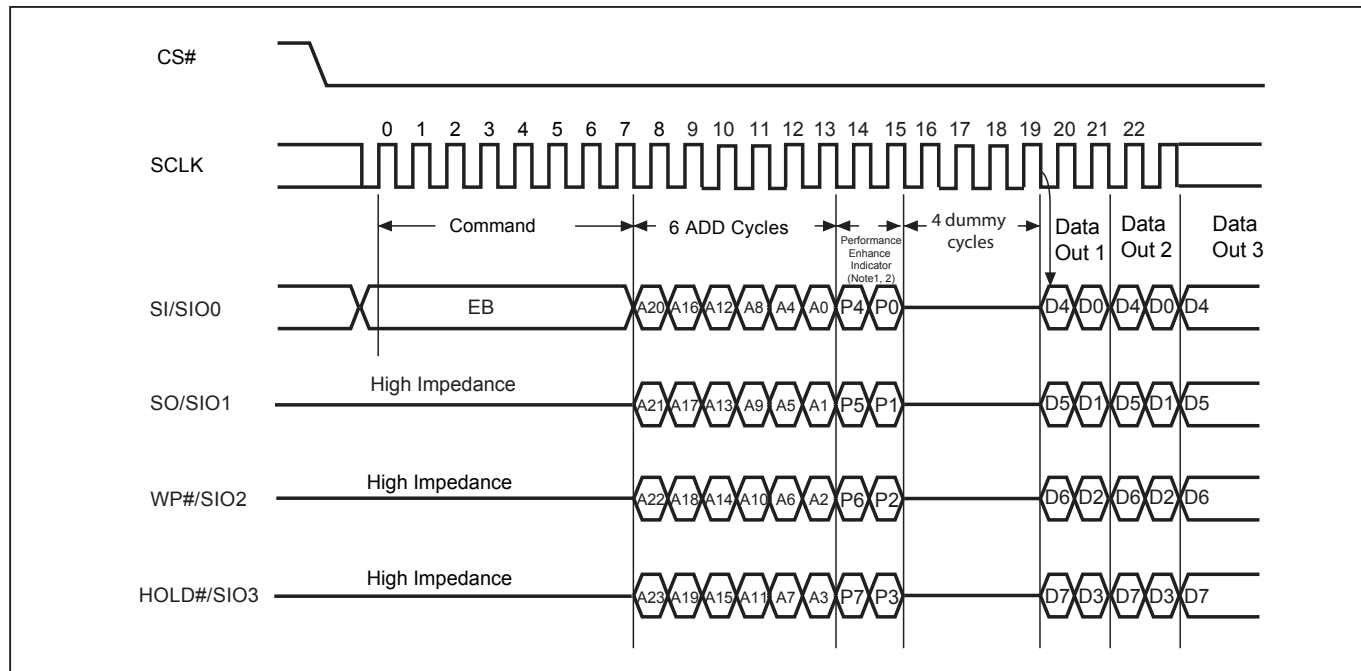 CS#
0 1 2 3 4 5 6 7 8 9 10 11 12 13 14 15 16 17 18 19 20 21 22
SCLK
Command
6 ADD Cycles
Performance
Enhance
Indicator
(Note1, 2)
4 dummy
cycles
Data
Out 1
Data
Out 2
Data
Out 3
SI/SIO0 EB A20 A16 A12 A8 A4 A0 P4 P0 D4 D0 D4 D0 D4
High Impedance
SO/SIO1 A21 A17 A13 A9 A5 A1 P5 P1 D5 D1 D5 D1 D5
High Impedance
WP#/SIO2 A22 A18 A14 A10 A6 A2 P6 P2 D6 D2 D6 D2 D6
High Impedance
HOLD#/SIO3 A23 A19 A15 A11 A7 A3 P7 P3 D7 D3 D7 D3 D7